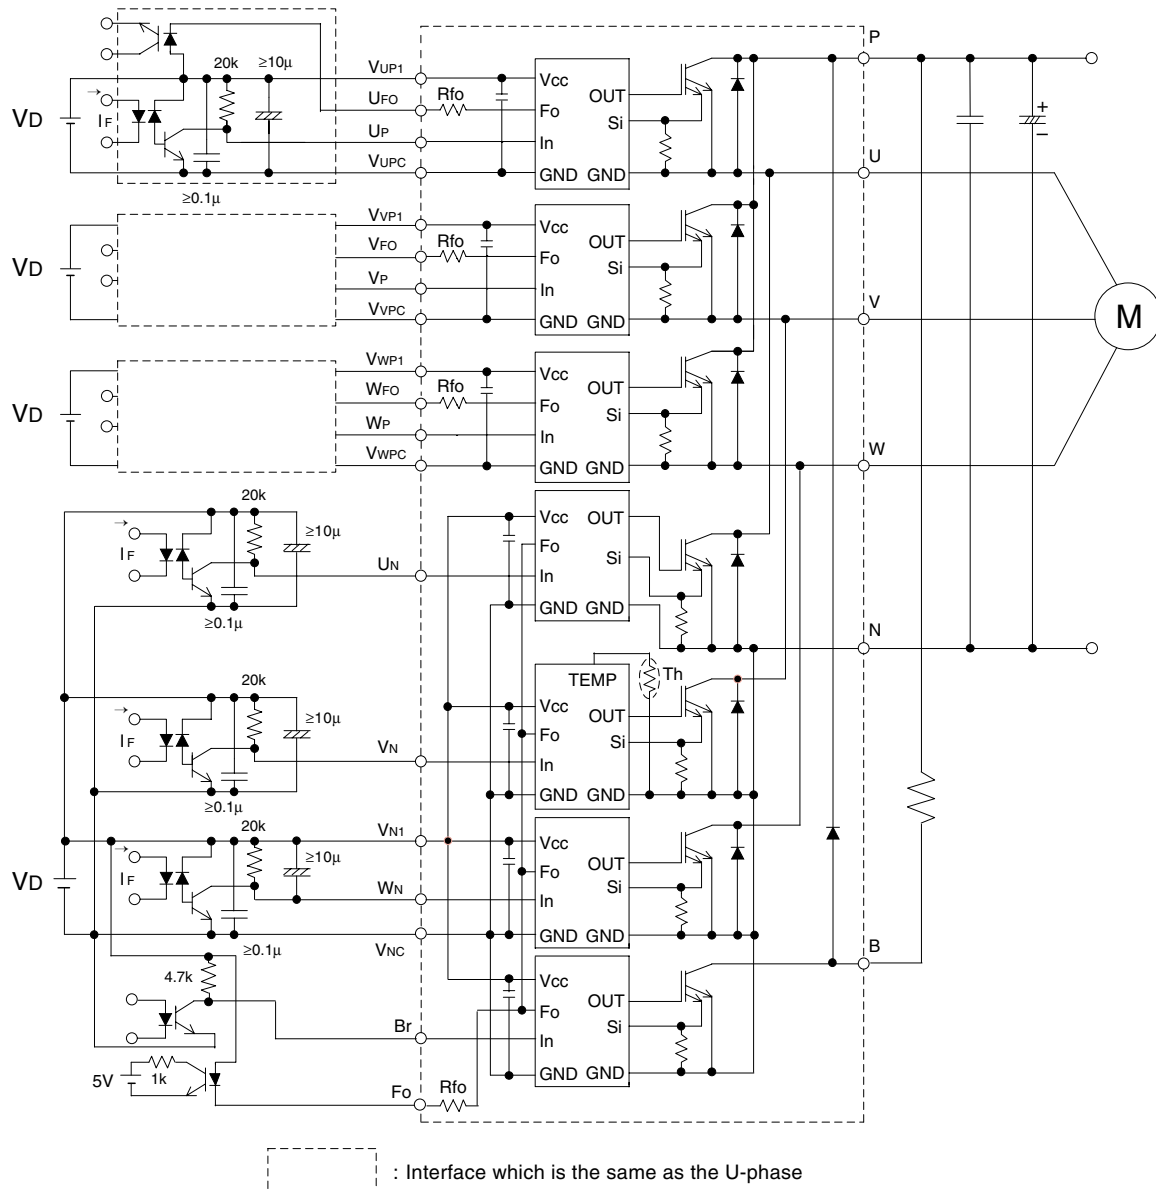 P
20k
≥10µ
VUP1
Vcc
OUT
UFO
Rfo
Fo
Si
VD
IF
UP
In
VUPC
GND GND
U
≥0.1µ
VVP1
Vcc
VFO
Rfo
OUT
Fo
VD
Si
VP
In
V
VVPC
GND GND
M
VWP1
Vcc
WFO
Rfo
OUT
Fo
VD
Si
WP
In
W
VWPC
GND GND
20k
≥10µ
Vcc OUT
IF
Fo
Si
UN
In
GND GND
≥0.1µ
N
TEMP
Th
20k
≥10µ
Vcc
OUT
IF
Fo
VN
Si
In
GND GND
≥0.1µ
20k
VN1
Vcc
≥10µ
OUT
IF
Fo
VD
WN
Si
In
VNC
GND GND
≥0.1µ
B
4.7k
Vcc
OUT
Fo
Br
Si
In
5V
1k
GND GND
Fo
Rfo
: Interface which is the same as the U-phase